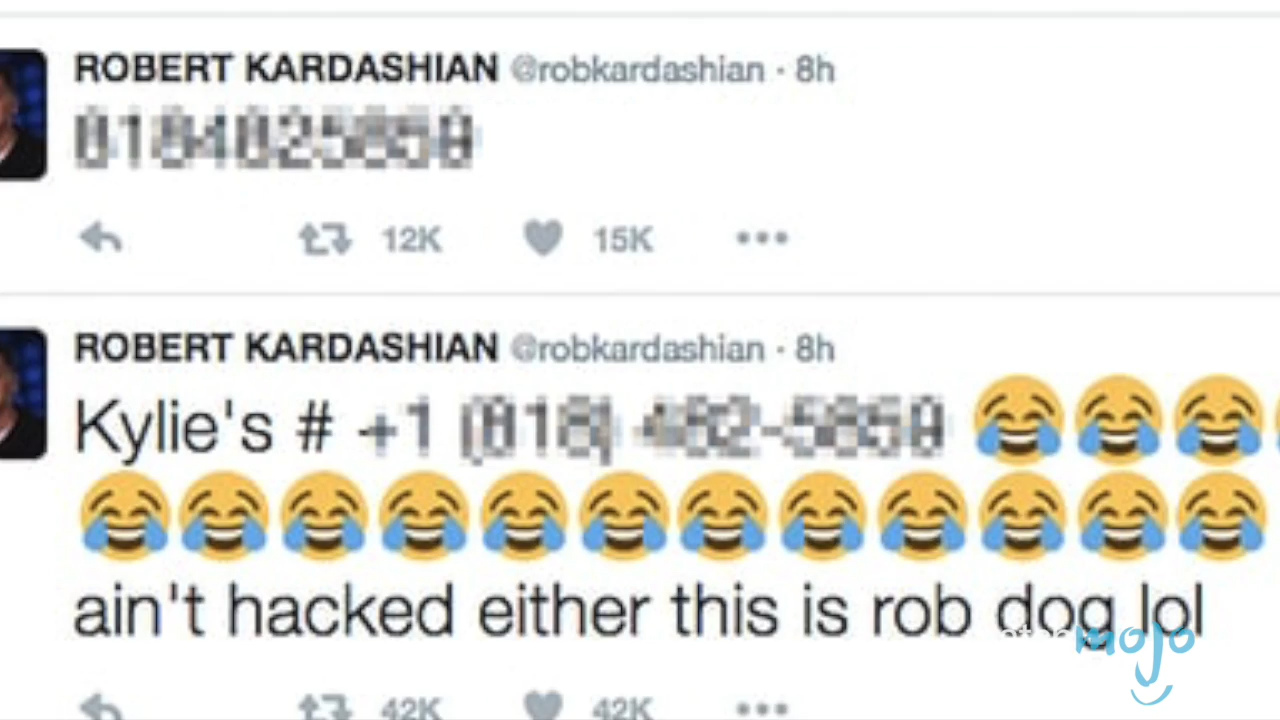 ROBERT KARDASHIAN @robkardashian · 8h
12K 15K
ROBERT KARDASHIAN @robkardashian · 8h
Kylie's # +1 😂😂😂
😂😂😂😂😂😂😂😂😂😂😂😂
ain't hacked either this is rob dog lol
mojo
42K 42K